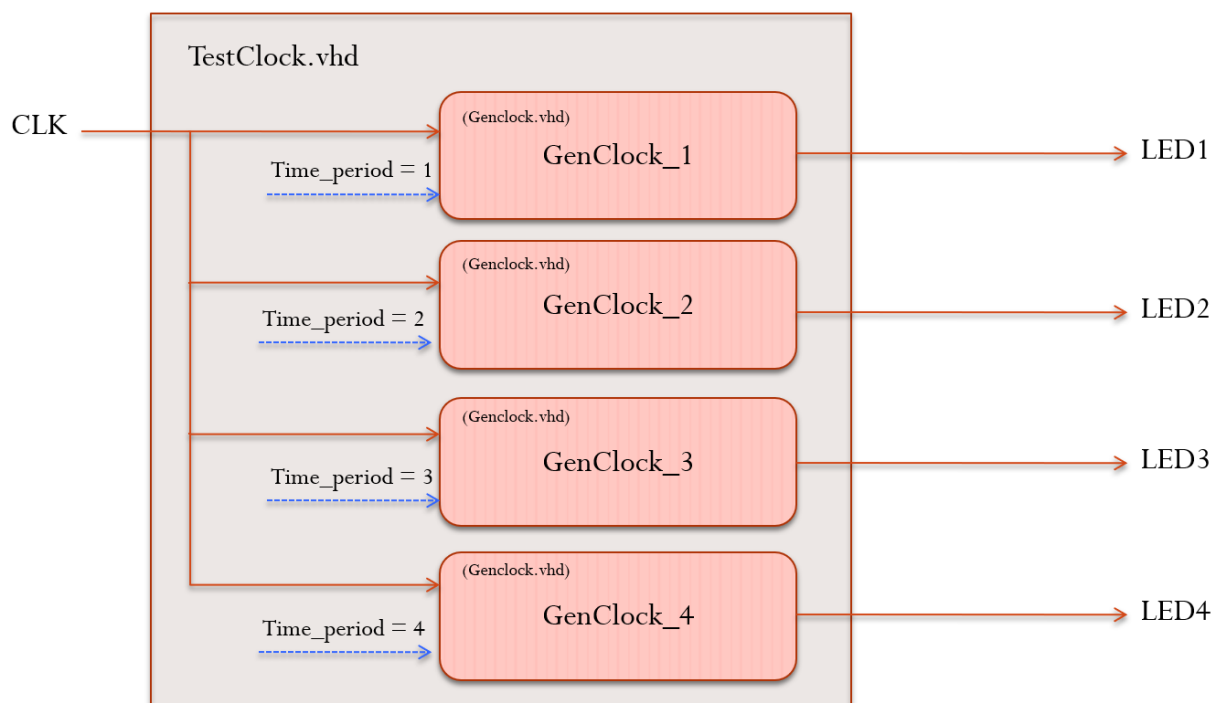 TestClock.vhd
CLK
(Genclock.vhd)
GenClock_1
Time_period = 1
LED1
(Genclock.vhd)
GenClock_2
Time_period = 2
LED2
(Genclock.vhd)
GenClock_3
Time_period = 3
LED3
(Genclock.vhd)
GenClock_4
Time_period = 4
LED4